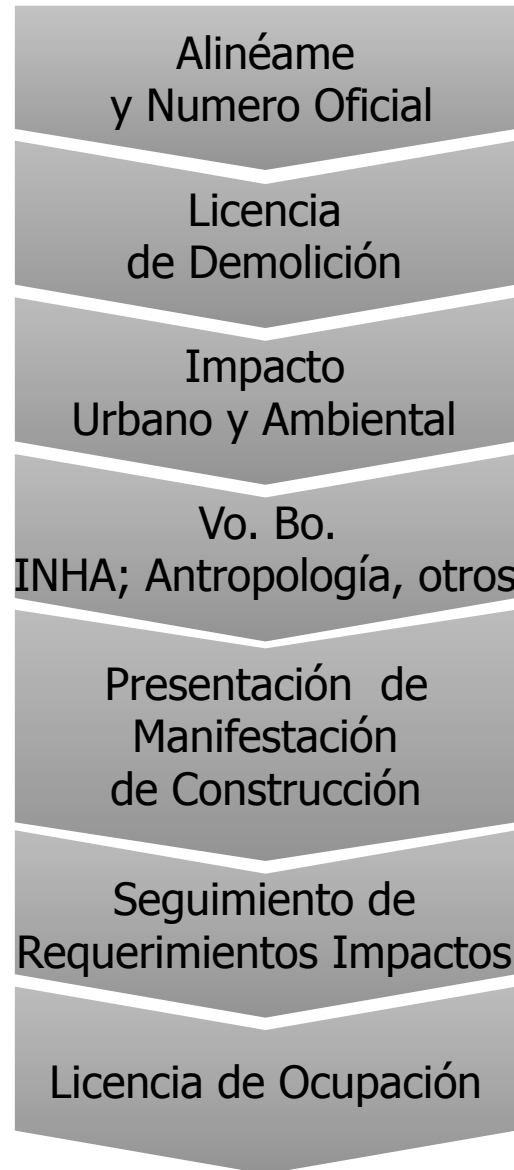 Alinéame
y Numero Oficial
Licencia
de Demolición
Impacto
Urbano y Ambiental
Vo. Bo.
INHA; Antropología, otros
Presentación de
Manifestación
de Construcción
Seguimiento de
Requerimientos Impactos
Licencia de Ocupación